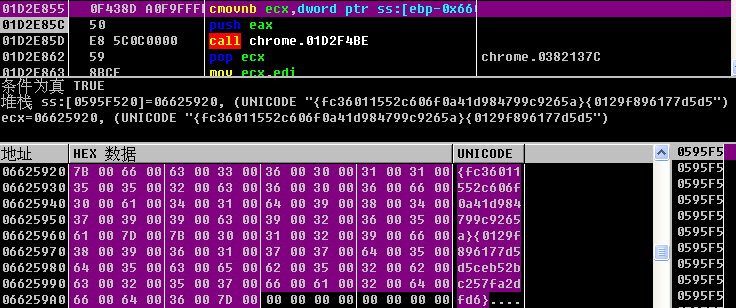 01D2E855 0F438D A0F9FFFF cmovnb ecx,dword ptr ss:[ebp-0x66
01D2E85C 50 push eax
01D2E85D E8 5C0C0000 call chrome.01D2F4BE
01D2E862 59 pop ecx chrome.0382137C
01D2E863 8BCF mov ecx,edi
条件为真 TRUE
堆栈 ss:[0595F520]=06625920, (UNICODE "{fc36011552c606f0a41d984799c9265a}{0129f896177d5d5")
ecx=06625920, (UNICODE "{fc36011552c606f0a41d984799c9265a}{0129f896177d5d5")
地址 HEX 数据 UNICODE 0595F5
06625920 7B 00 66 00 63 00 33 00 36 00 30 00 31 00 31 00 {fc36011 0595F5
06625930 35 00 35 00 32 00 63 00 36 00 30 00 36 00 66 00 552c606f 0595F5
06625940 30 00 61 00 34 00 31 00 64 00 39 00 38 00 34 00 0a41d984 0595F5
06625950 37 00 39 00 39 00 63 00 39 00 32 00 36 00 35 00 799c9265 0595F5
06625960 61 00 7D 00 7B 00 30 00 31 00 32 00 39 00 66 00 a}{0129f 0595F5
06625970 38 00 39 00 36 00 31 00 37 00 37 00 64 00 35 00 896177d5 0595F5
06625980 64 00 35 00 63 00 65 00 62 00 35 00 32 00 62 00 d5ceb52b 0595F5
06625990 63 00 32 00 35 00 37 00 66 00 61 00 32 00 64 00 c257fa2d 0595F5
066259A0 66 00 64 00 36 00 7D 00 00 00 00 00 00 00 00 00 fd6}.... 0595F5